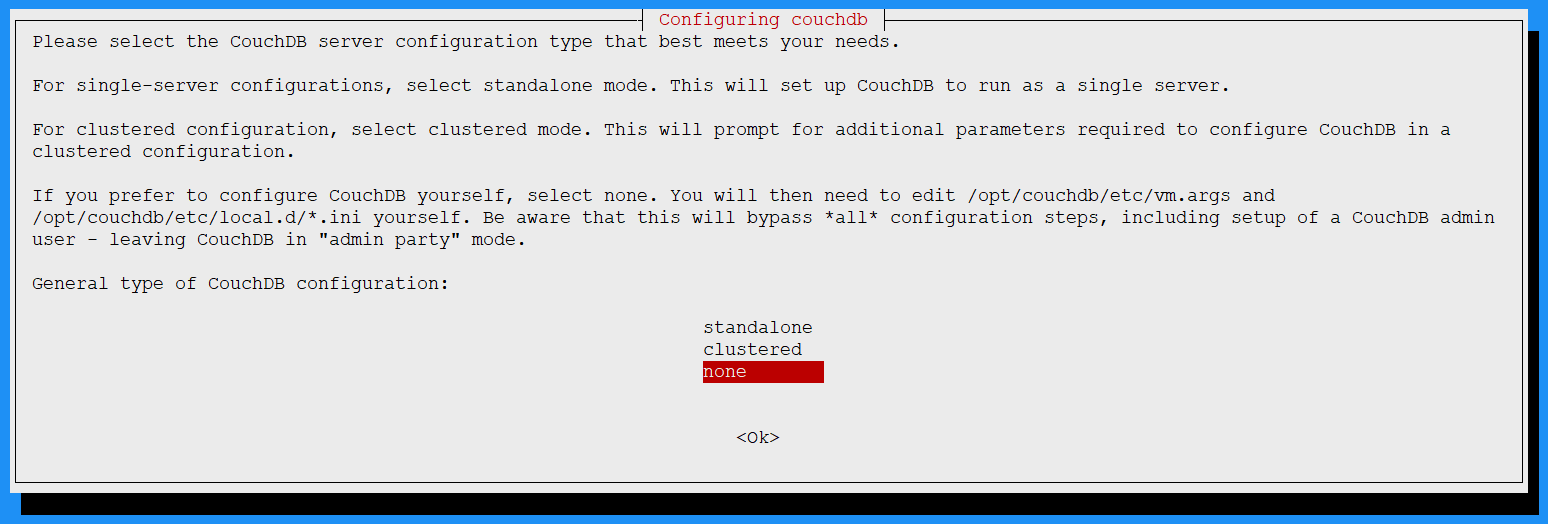 Configuring couchdb
Please select the CouchDB server configuration type that best meets your needs.
For single-server configurations, select standalone mode. This will set up CouchDB to run as a single server.
For clustered configuration, select clustered mode. This will prompt for additional parameters required to configure CouchDB in a
clustered configuration.
If you prefer to configure CouchDB yourself, select none. You will then need to edit /opt/couchdb/etc/vm.args and
/opt/couchdb/etc/local.d/*.ini yourself. Be aware that this will bypass *all* configuration steps, including setup of a CouchDB admin
user - leaving CouchDB in "admin party" mode.
General type of CouchDB configuration:
standalone
clustered
none
<Ok>